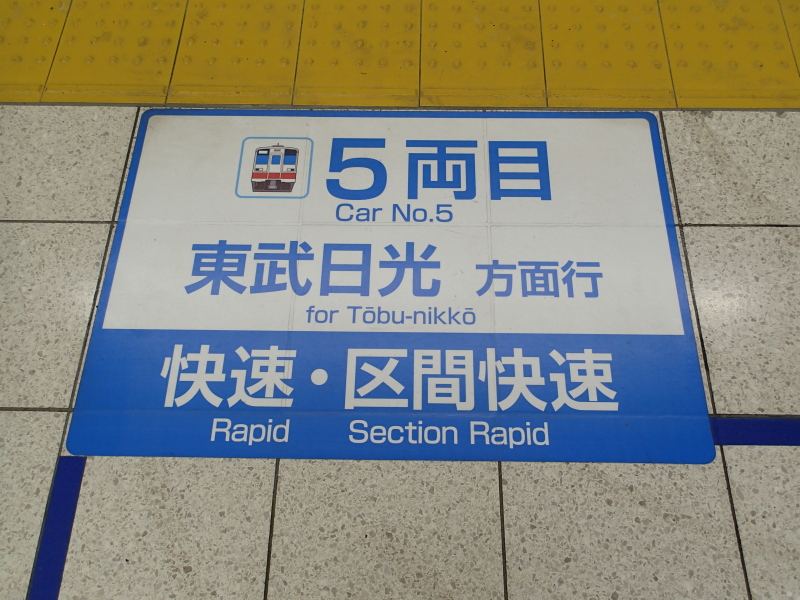 5両目
Car No.5
東武日光 方面行
for Tōbu-nikkō
快速・区間快速
Rapid Section Rapid